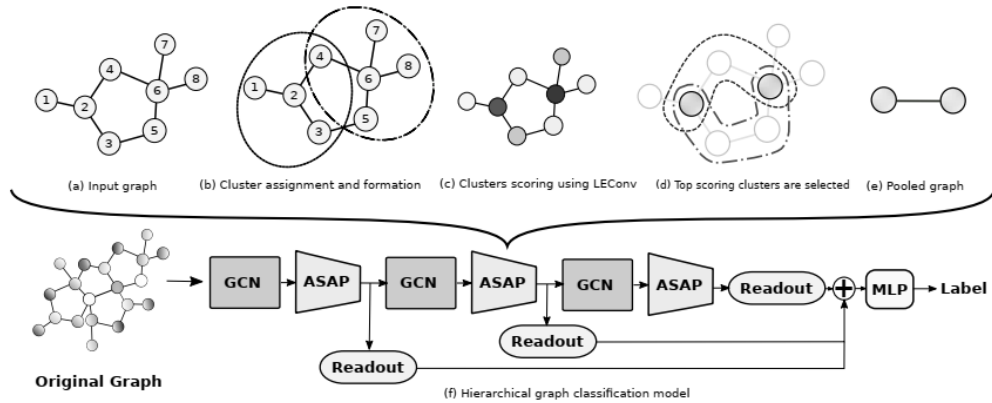 7
4
8
1
2
6
3
5
7
4
8
1
2
6
3
5
(a) Input graph
(b) Cluster assignment and formation
(c) Clusters scoring using LEConv
(d) Top scoring clusters are selected
(e) Pooled graph
GCN
ASAP
GCN
ASAP
GCN
ASAP
Readout
+
MLP
Label
Readout
Readout
Original Graph
(f) Hierarchical graph classification model